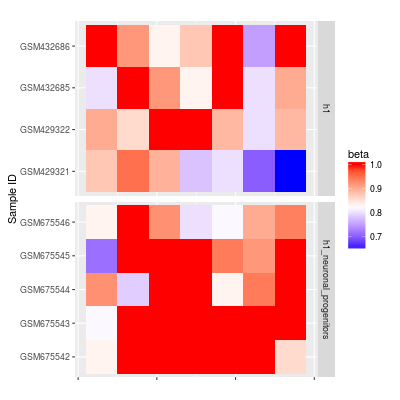 GSM432686
GSM432685
GSM429322
GSM429321
h1
GSM675546
GSM675545
GSM675544
GSM675543
GSM675542
h1_neuronal_progenitors
Sample ID
beta
1.0
0.9
0.8
0.7